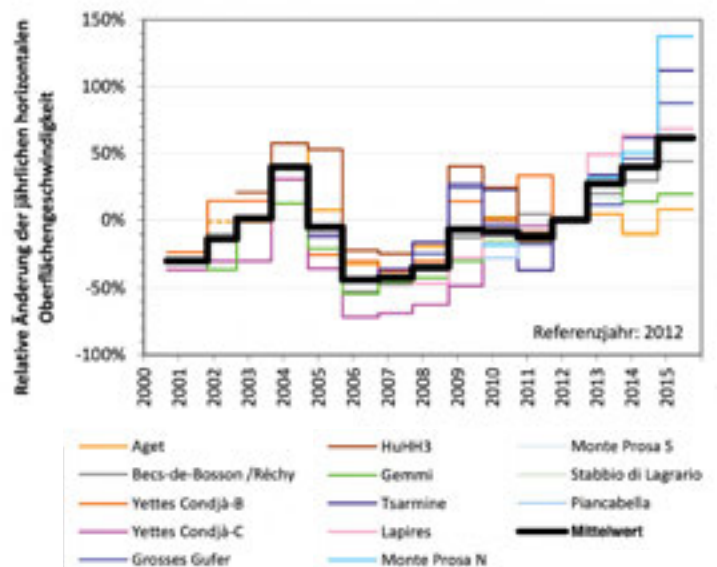 Relative Änderung der jährlichen horizontalen
Oberflächengeschwindigkeit
150%
100%
50%
0%
-50%
-100%
Referenzjahr: 2012
2000
2001
2002
2003
2004
2005
2006
2007
2008
2009
2010
2011
2012
2013
2014
2015
Aget
HuHH3
Monte Prosa S
Becs-de-Bosson /Réchy
Gemmi
Stabbio di Lagrario
Yettes Condjà-B
Tsarmine
Piancabella
Yettes Condjà-C
Lapires
Mittelwert
Grosses Gufer
Monte Prosa N